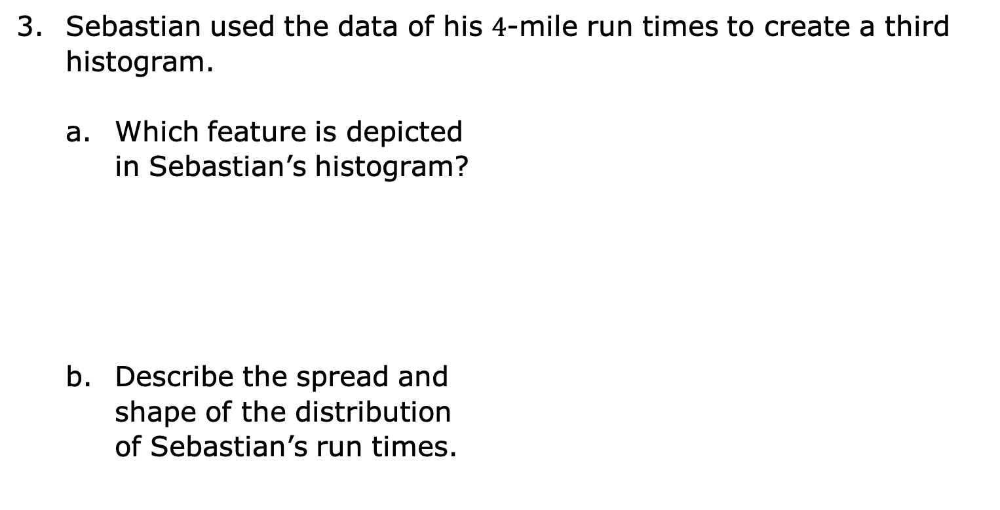 3. Sebastian used the data of his 4-mile run times to create a third
histogram.
a. Which feature is depicted
in Sebastian’s histogram?
b. Describe the spread and
shape of the distribution
of Sebastian’s run times.